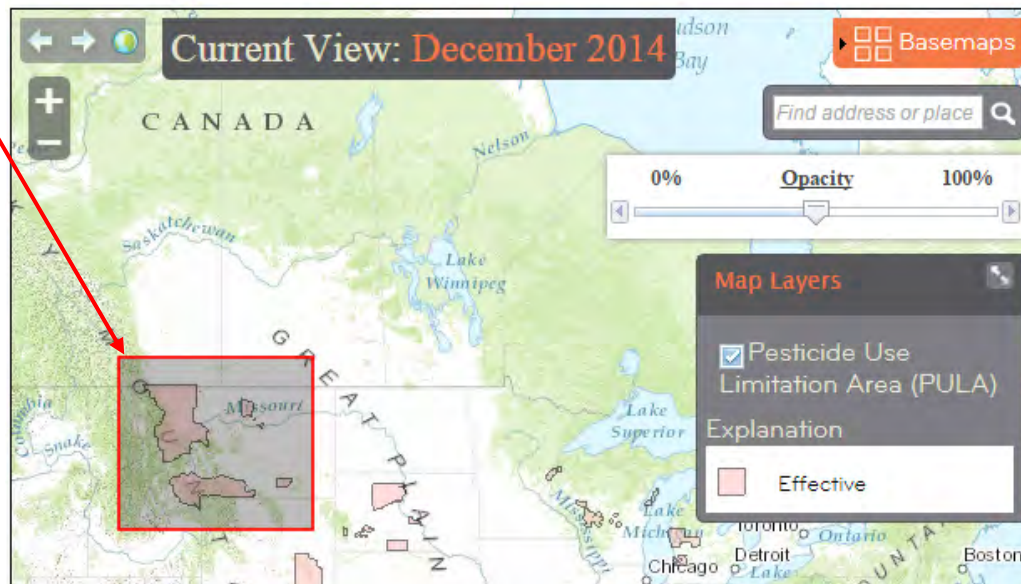 Current View: December 2014
Basemaps
Find address or place
0% Opacity 100%
Map Layers
Pesticide Use
Limitation Area (PULA)
Explanation
Effective
Hudson
Bay
CANADA
Nelson
Saskatchewan
Lake
Winnipeg
GREAT PLAIN
Missouri
Columbia
Snake
Lake
Superior
Mississippi
Lake
Michigan
Toronto
Ontario
Detroit
Chicago
Lake
Boston